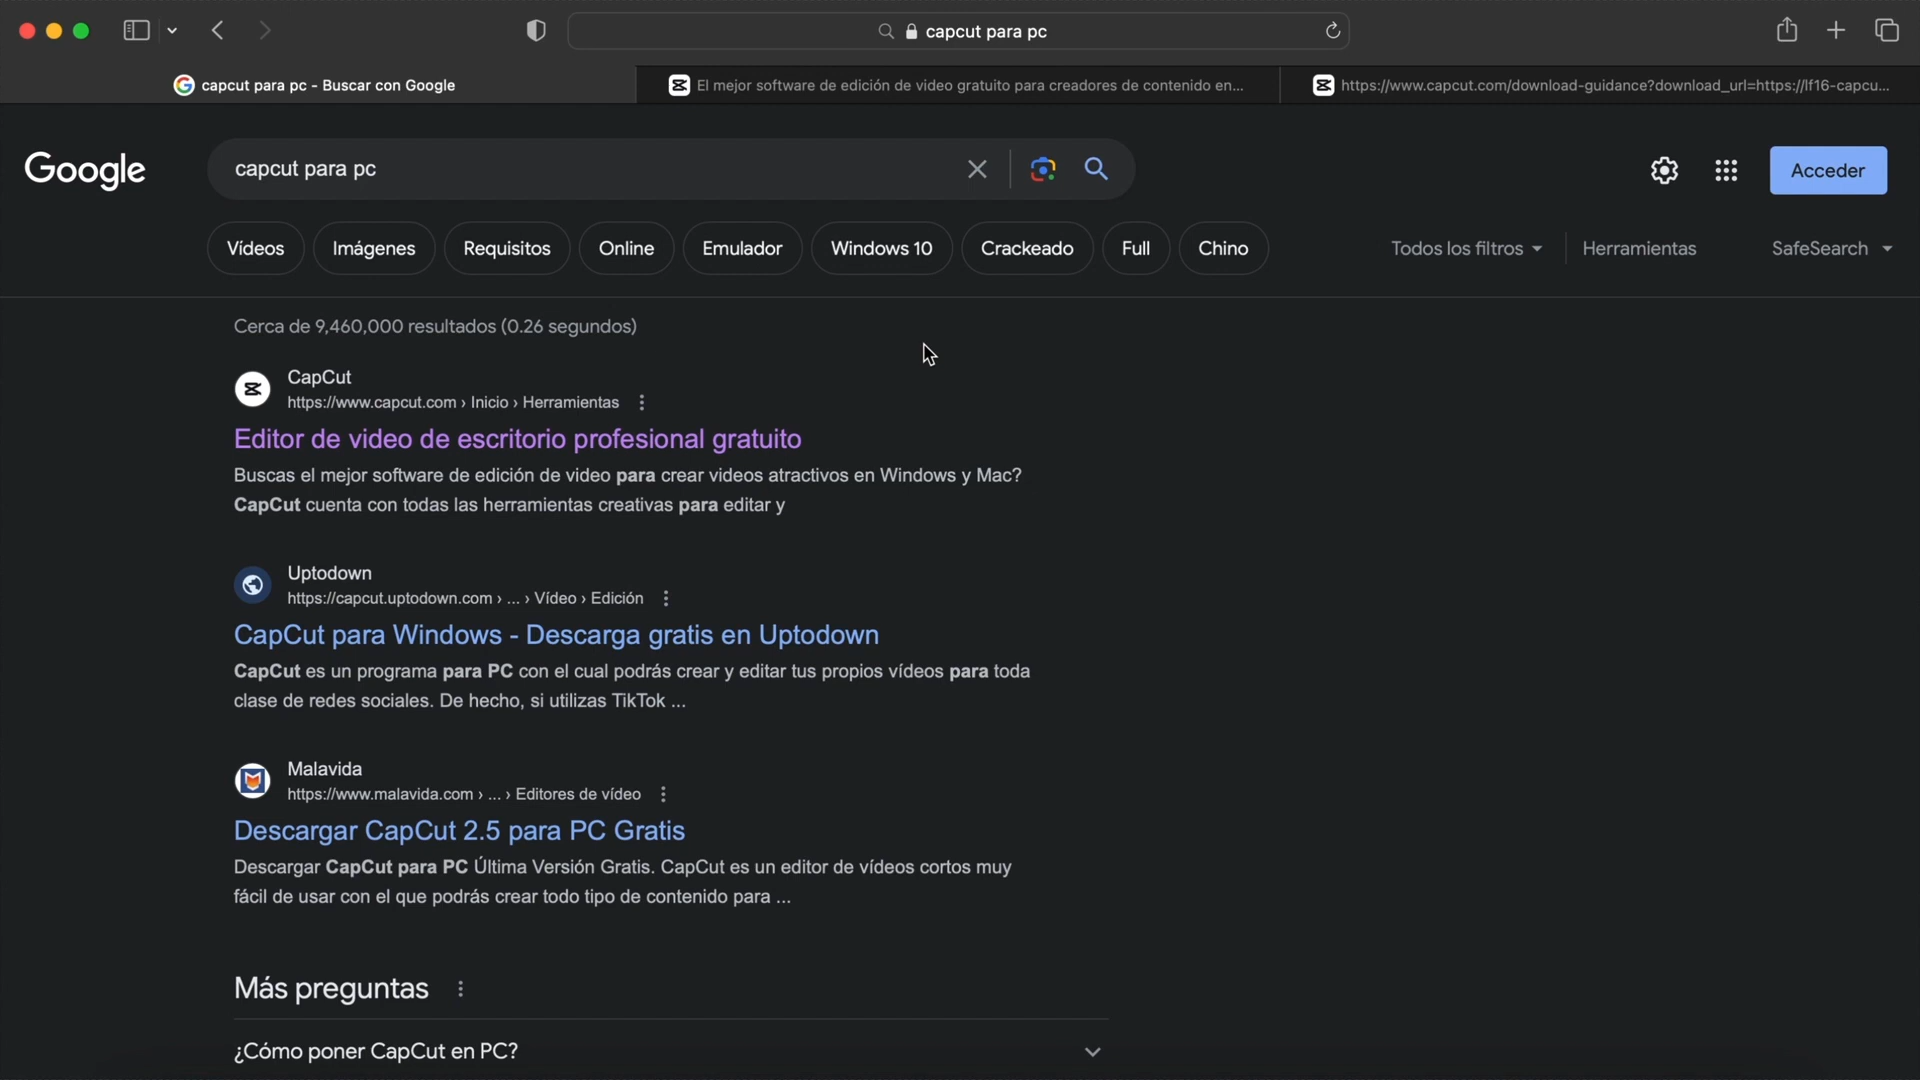 capcut para pc
capcut para pc - Buscar con Google
El mejor software de edición de video gratuito para creadores de contenido en...
https://www.capcut.com/download-guidance?download_url=https://lf16-capcu...
Google
capcut para pc
Acceder
Vídeos
Imágenes
Requisitos
Online
Emulador
Windows 10
Crackeado
Full
Chino
Todos los filtros
Herramientas
SafeSearch
Cerca de 9,460,000 resultados (0.26 segundos)
CapCut
https://www.capcut.com › Inicio › Herramientas
Editor de video de escritorio profesional gratuito
Buscas el mejor software de edición de video para crear videos atractivos en Windows y Mac?
CapCut cuenta con todas las herramientas creativas para editar y
Uptodown
https://capcut.uptodown.com › ... › Vídeo › Edición
CapCut para Windows - Descarga gratis en Uptodown
CapCut es un programa para PC con el cual podrás crear y editar tus propios vídeos para toda
clase de redes sociales. De hecho, si utilizas TikTok ...
Malavida
https://www.malavida.com › ... › Editores de vídeo
Descargar CapCut 2.5 para PC Gratis
Descargar CapCut para PC Última Versión Gratis. CapCut es un editor de vídeos cortos muy
fácil de usar con el que podrás crear todo tipo de contenido para ...
Más preguntas
¿Cómo poner CapCut en PC?